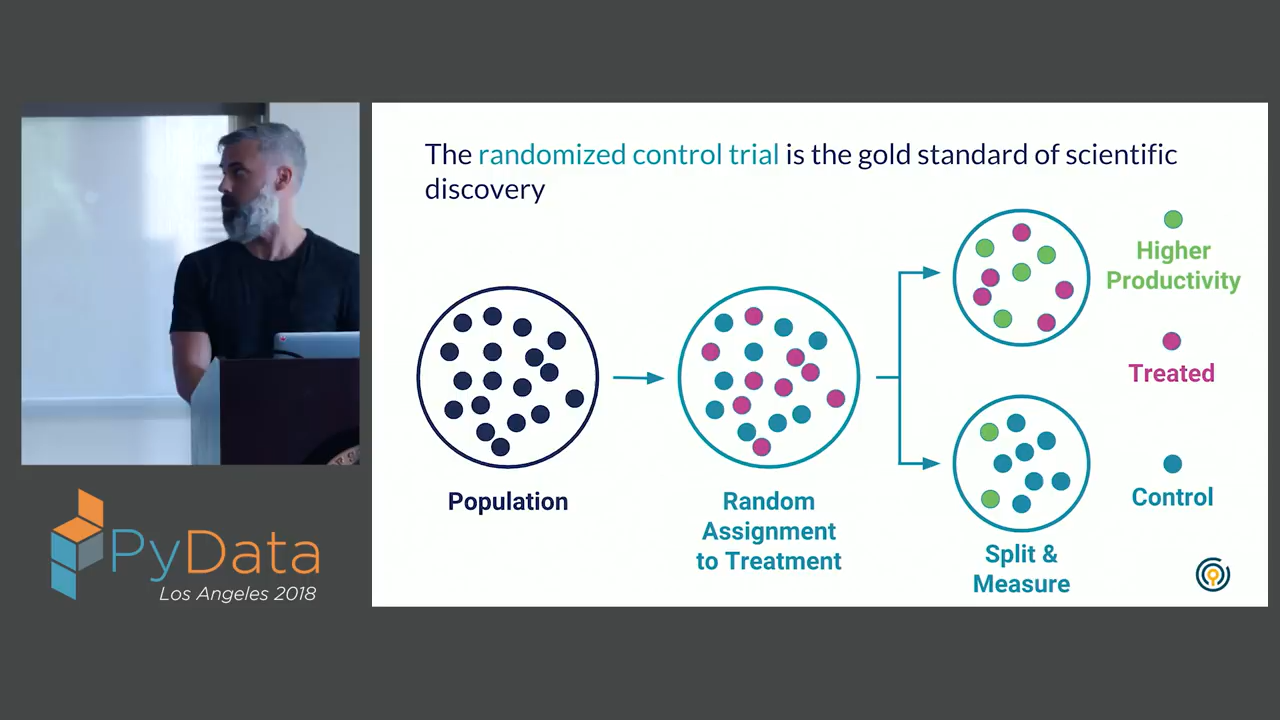 The randomized control trial is the gold standard of scientific
discovery
Higher
Productivity
Treated
Control
Population
Random
Assignment
to Treatment
Split &
Measure
PyData
Los Angeles 2018